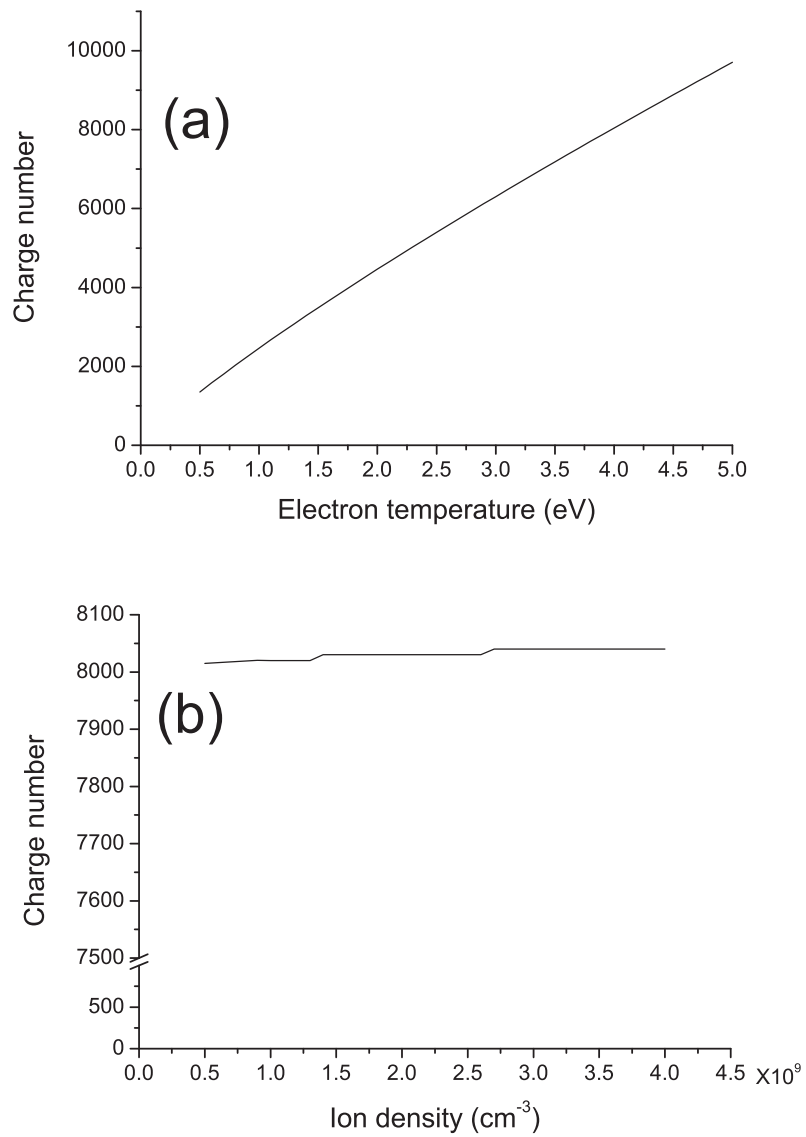 10000
8000
6000
4000
2000
0
Charge number
(a)
0.0 0.5 1.0 1.5 2.0 2.5 3.0 3.5 4.0 4.5 5.0
Electron temperature (eV)
8100
8000
7900
7800
7700
7600
7500
500
0
Charge number
(b)
0.0 0.5 1.0 1.5 2.0 2.5 3.0 3.5 4.0 4.5 X10⁹
Ion density (cm⁻³)